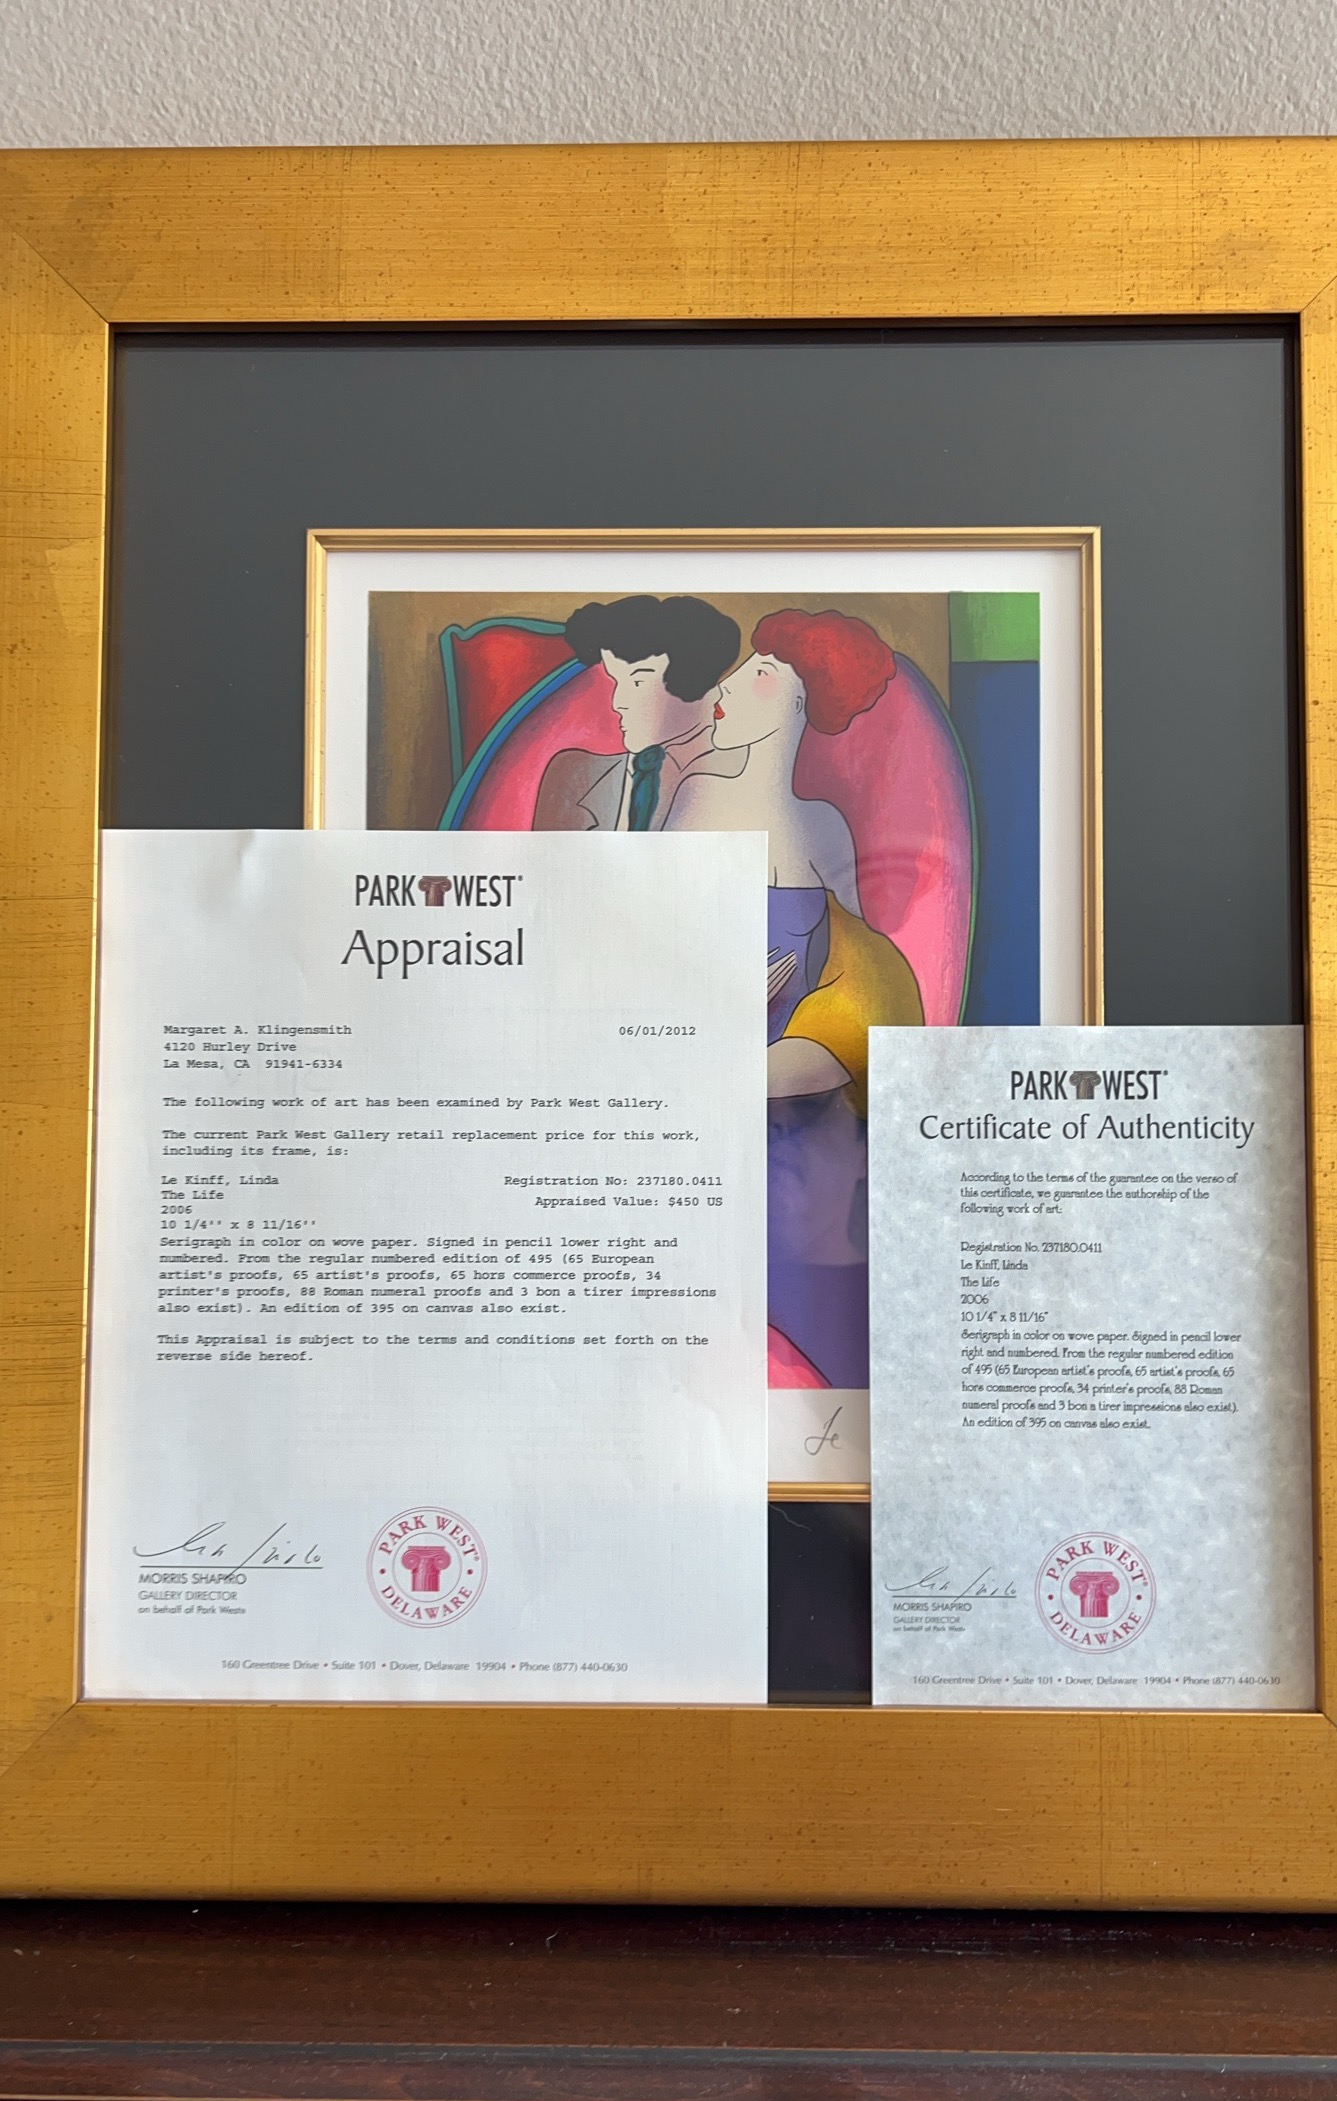 PARK WEST®
Appraisal
Margaret A. Klingensmith 06/01/2012
4120 Hurley Drive
La Mesa, CA 91941-6334
The following work of art has been examined by Park West Gallery.
The current Park West Gallery retail replacement price for this work,
including its frame, is:
Le Kinff, Linda Registration No: 237180.0411
The Life Appraised Value: $450 US
2006
10 1/4'' x 8 11/16''
Serigraph in color on wove paper. Signed in pencil lower right and
numbered. From the regular numbered edition of 495 (65 European
artist's proofs, 65 artist's proofs, 65 hors commerce proofs, 34
printer's proofs, 88 Roman numeral proofs and 3 bon a tirer impressions
also exist). An edition of 395 on canvas also exist.
This Appraisal is subject to the terms and conditions set forth on the
reverse side hereof.
MORRIS SHAPIRO
GALLERY DIRECTOR
on behalf of Park West®
PARK WEST®
DELAWARE
160 Greentree Drive • Suite 101 • Dover, Delaware 19904 • Phone (877) 440-0630
Le
PARK WEST®
Certificate of Authenticity
According to the terms of the guarantee on the verso of
this certificate, we guarantee the authorship of the
following work of art:
Registration No. 237180.0411
Le Kinff, Linda
The Life
2006
10 1/4" x 8 11/16"
Serigraph in color on wove paper. Signed in pencil lower
right and numbered. From the regular numbered edition
of 495 (65 European artist's proofs, 65 artist's proofs, 65
hors commerce proofs, 34 printer's proofs, 88 Roman
numeral proofs and 3 bon a tirer impressions also exist).
An edition of 395 on canvas also exist.
MORRIS SHAPIRO
GALLERY DIRECTOR
on behalf of Park West®
PARK WEST®
DELAWARE
160 Greentree Drive • Suite 101 • Dover, Delaware 19904 • Phone (877) 440-0630